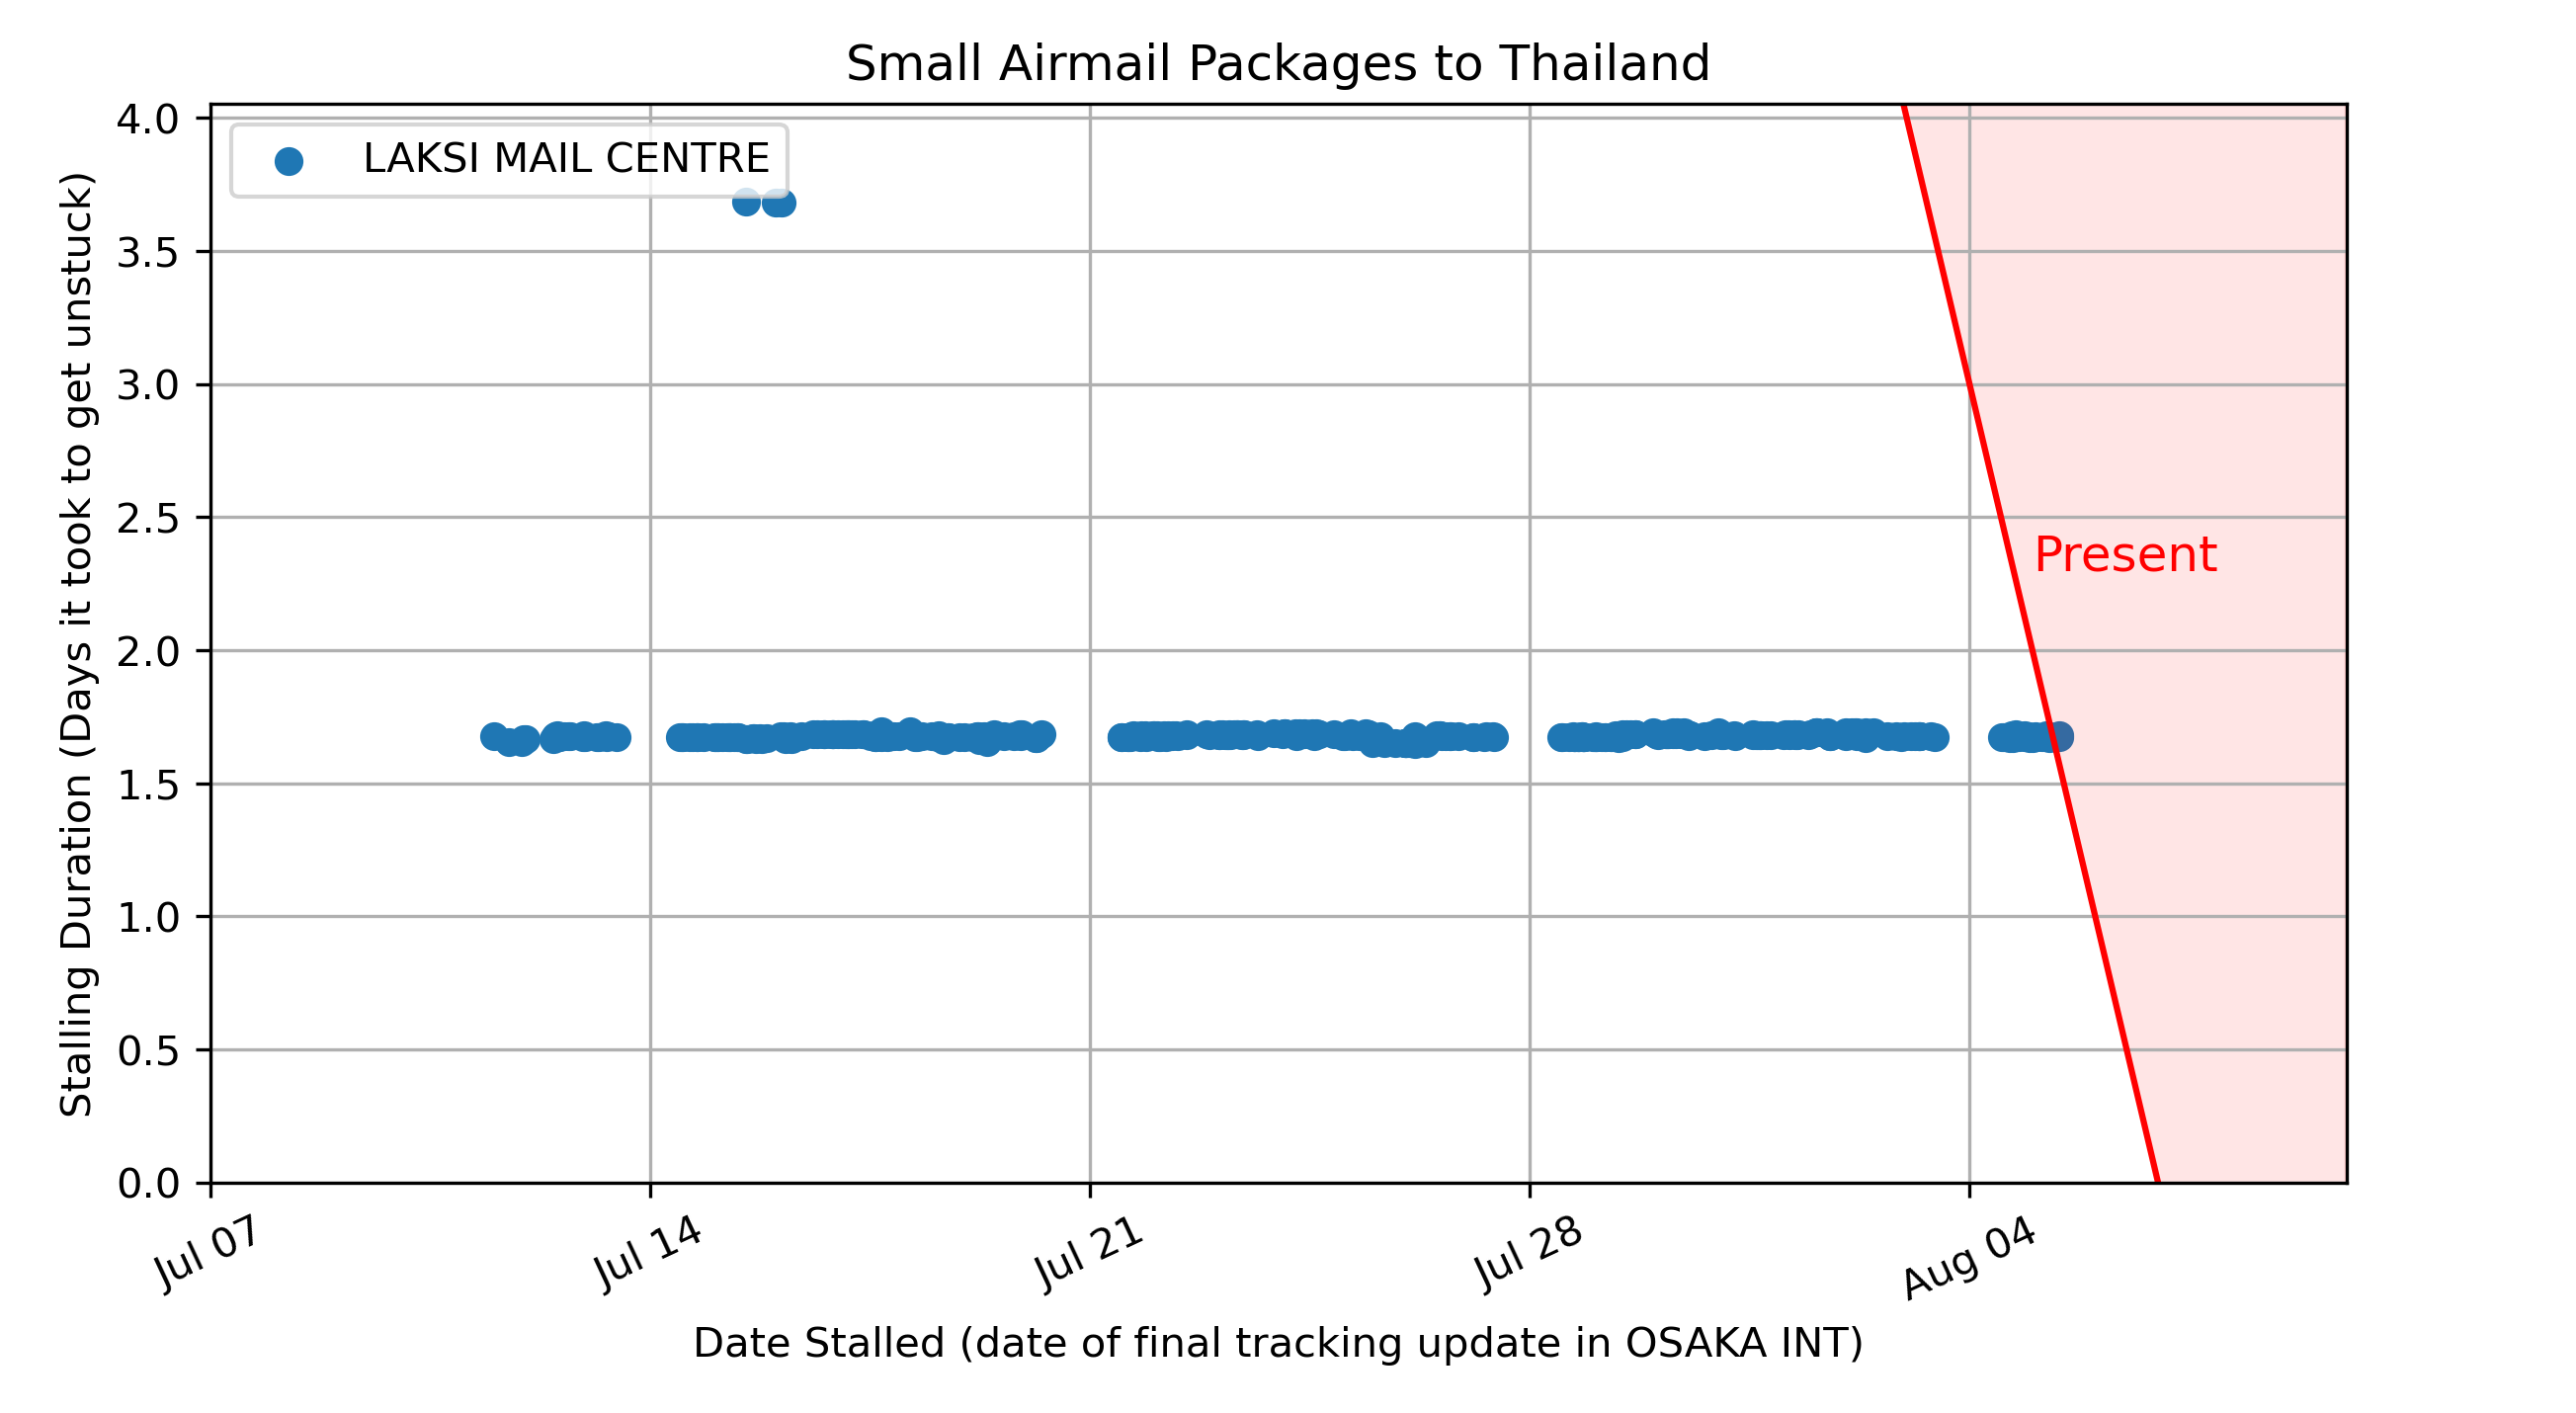 Small Airmail Packages to Thailand
LAKSI MAIL CENTRE
Stalling Duration (Days it took to get unstuck)
4.0
3.5
3.0
2.5
2.0
1.5
1.0
0.5
0.0
Present
Jul 07
Jul 14
Jul 21
Jul 28
Aug 04
Date Stalled (date of final tracking update in OSAKA INT)